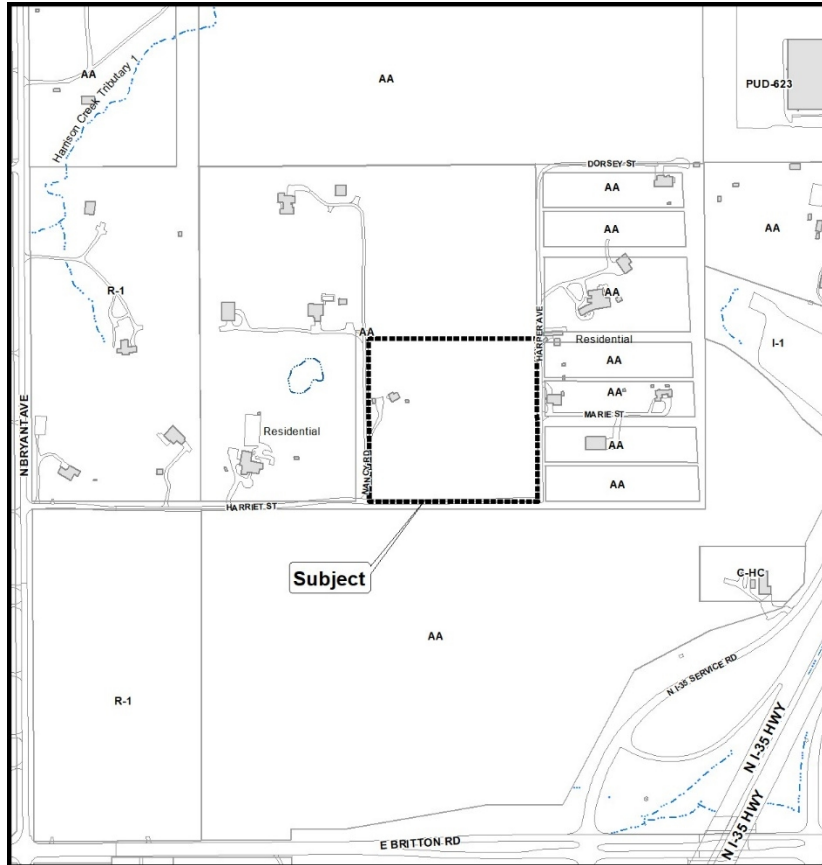 AA
Harrison Creek Tributary 1
AA
PUD-623
DORSEY ST
AA
AA
AA
R-1
AA
AA
HARPER AVE
Residential
I-1
AA
AA
MARIE ST
N BRYANT AVE
Residential
NANCY RD
AA
AA
HARRIET ST
Subject
C-HC
AA
N I-35 SERVICE RD
R-1
N I-35 HWY
N I-35 HWY
E BRITTON RD